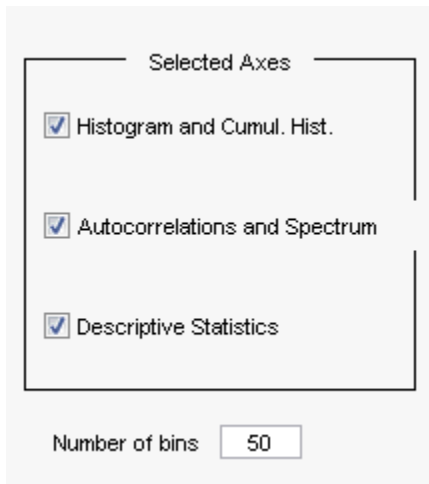 Selected Axes
Histogram and Cumul. Hist.
Autocorrelations and Spectrum
Descriptive Statistics
Number of bins 50